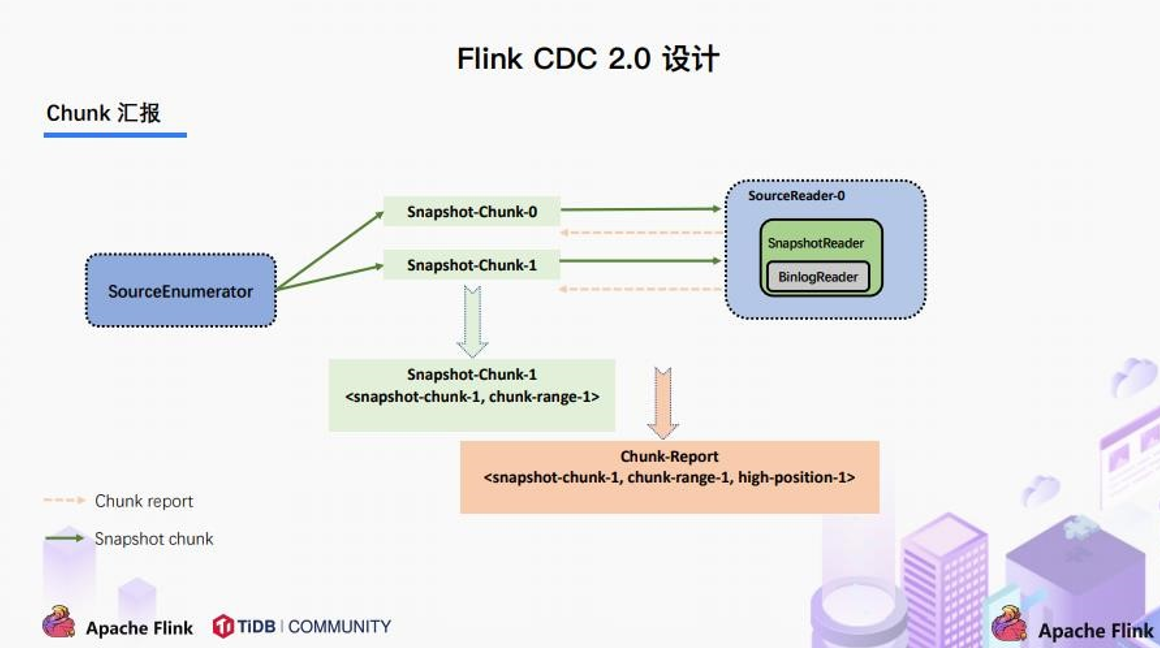 Flink CDC 2.0 设计
Chunk 汇报
SourceReader-0
Snapshot-Chunk-0
SnapshotReader
Snapshot-Chunk-1
BinlogReader
SourceEnumerator
Snapshot-Chunk-1
<snapshot-chunk-1, chunk-range-1>
Chunk-Report
<snapshot-chunk-1, chunk-range-1, high-position-1>
Chunk report
Snapshot chunk
Apache Flink
TiDB | COMMUNITY
Apache Flink